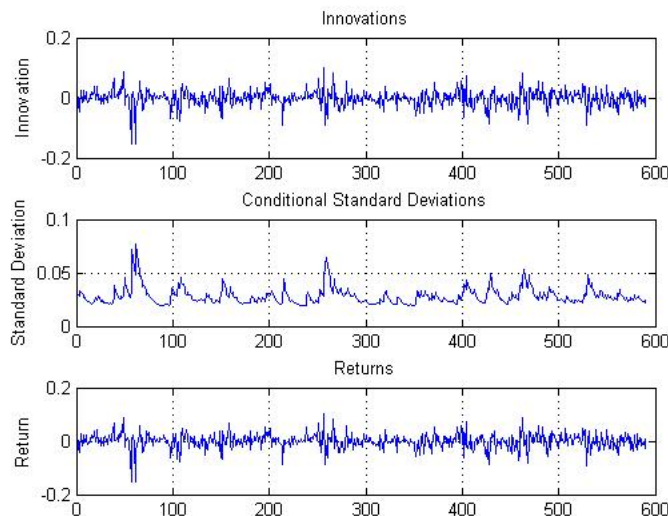 Innovations
0.2
0
-0.2
Innovation
0 100 200 300 400 500 600
Conditional Standard Deviations
0.1
0.05
0
Standard Deviation
0 100 200 300 400 500 600
Returns
0.2
0
-0.2
Return
0 100 200 300 400 500 600